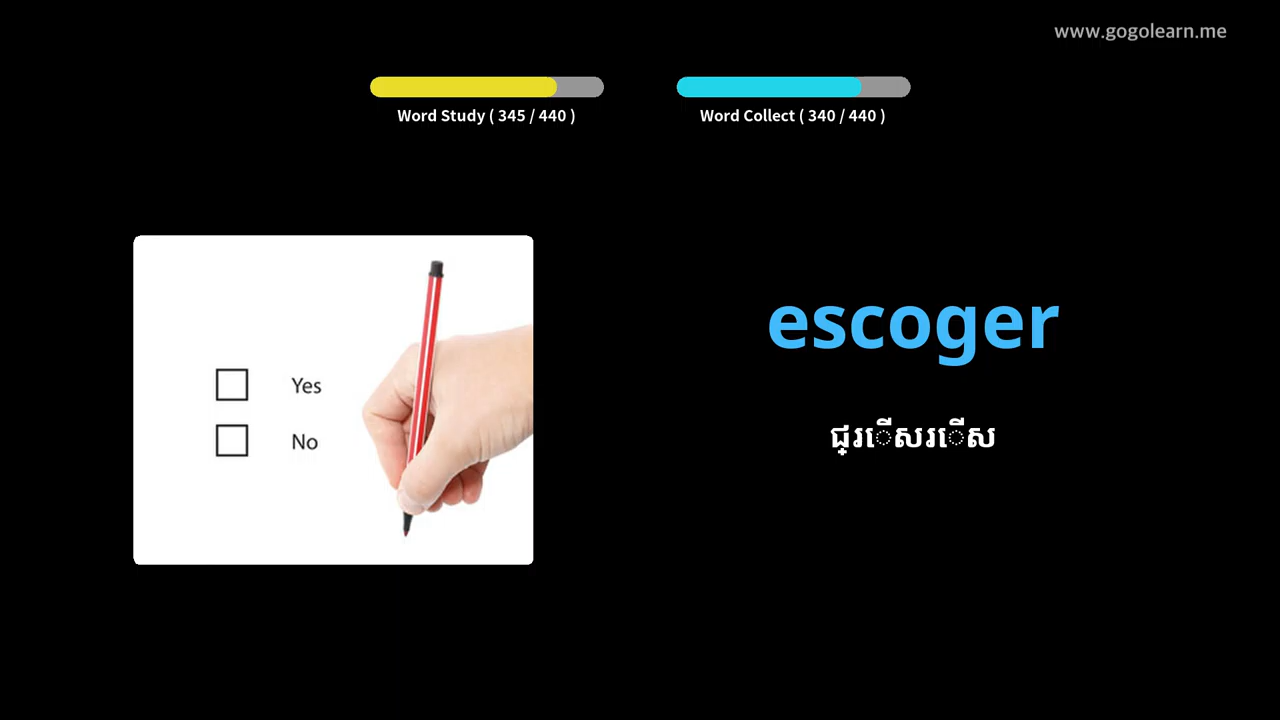 www.gogolearn.me
Word Study ( 345 / 440 )
Word Collect ( 340 / 440 )
Yes
No
escoger
ជ្រើសរើស